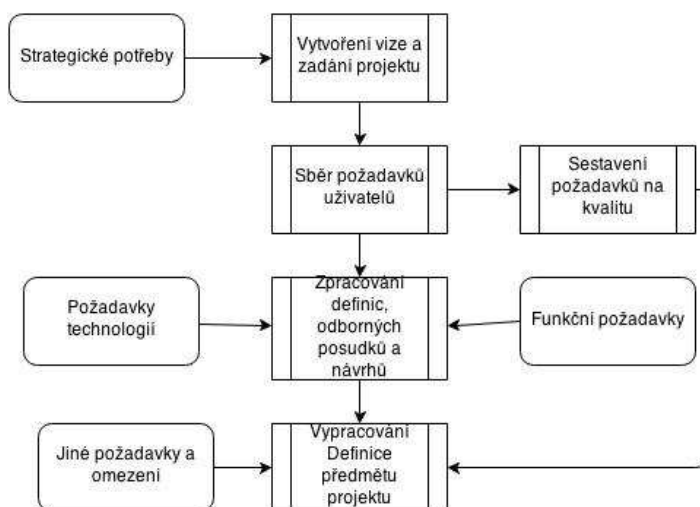 Strategické potřeby
Vytvoření vize a
zadání projektu
Sběr požadavků
uživatelů
Sestavení
požadavků na
kvalitu
Požadavky
technologií
Zpracování
definic,
odborných
posudků a
návrhů
Funkční požadavky
Jiné požadavky a
omezení
Vypracování
Definice
předmětu
projektu